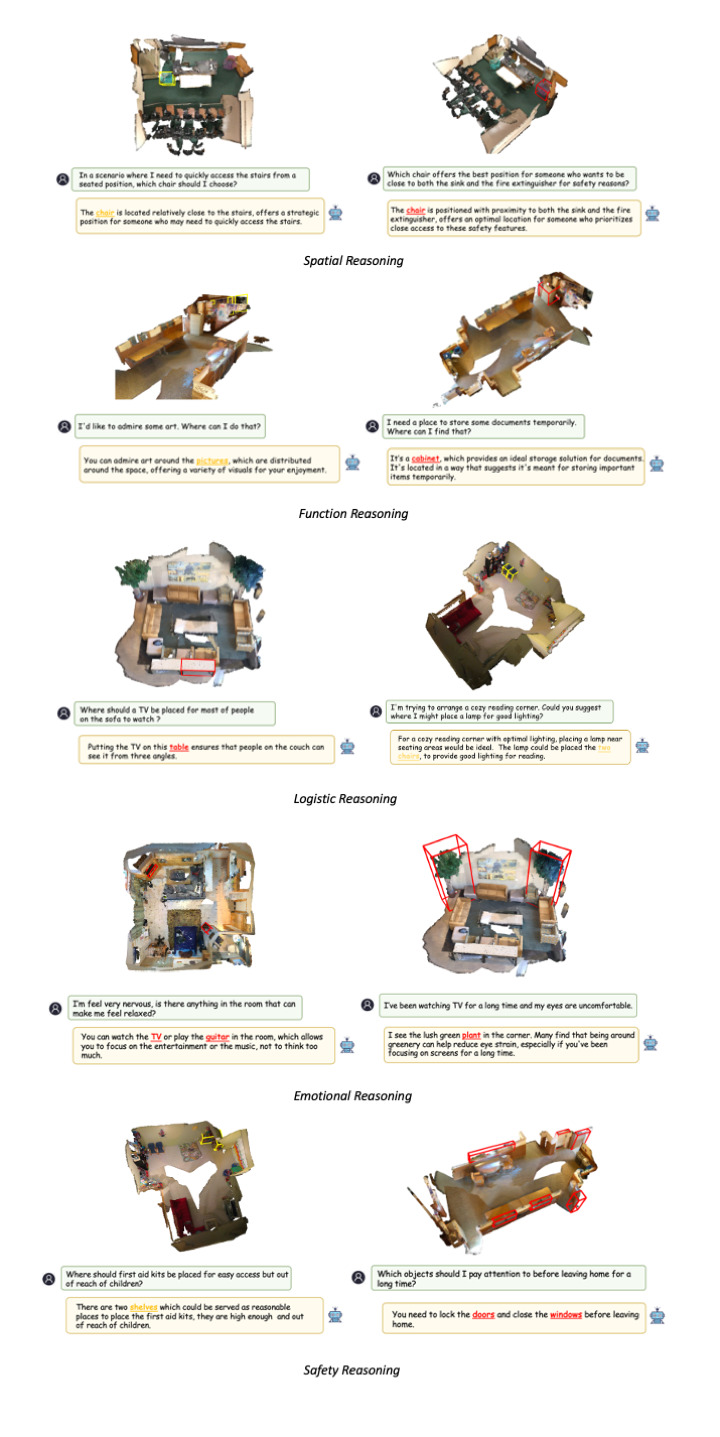 In a scenario where I need to quickly access the stairs from a
seated position, which chair should I choose?
The chair is located relatively close to the stairs, offers a strategic
position for someone who may need to quickly access the stairs.
Which chair offers the best position for someone who wants to be
close to both the sink and the fire extinguisher for safety reasons?
The chair is positioned with proximity to both the sink and the fire
extinguisher, offers an optimal location for someone who prioritizes
close access to these safety features.
Spatial Reasoning
I'd like to admire some art. Where can I do that?
You can admire art around the pictures, which are distributed
around the space, offering a variety of visuals for your enjoyment.
I need a place to store some documents temporarily.
Where can I find that?
It's a cabinet, which provides an ideal storage solution for documents.
It's located in a way that suggests it's meant for storing important
items temporarily.
Function Reasoning
Where should a TV be placed for most of people
on the sofa to watch ?
Putting the TV on this table ensures that people on the couch can
see it from three angles.
I'm trying to arrange a cozy reading corner. Could you suggest
where I might place a lamp for good lighting?
For a cozy reading corner with optimal lighting, placing a lamp near
seating areas would be ideal. The lamp could be placed the two
chairs, to provide good lighting for reading.
Logistic Reasoning
I'm feel very nervous, is there anything in the room that can
make me feel relaxed?
You can watch the TV or play the guitar in the room, which allows
you to focus on the entertainment or the music, not to think too
much.
I've been watching TV for a long time and my eyes are uncomfortable.
I see the lush green plant in the corner. Many find that being around
greenery can help reduce eye strain, especially if you've been
focusing on screens for a long time.
Emotional Reasoning
Where should first aid kits be placed for easy access but out
of reach of children?
There are two shelves which could be served as reasonable
places to place the first aid kits, they are high enough and out
of reach of children.
Which objects should I pay attention to before leaving home for a
long time?
You need to lock the doors and close the windows before leaving
home.
Safety Reasoning